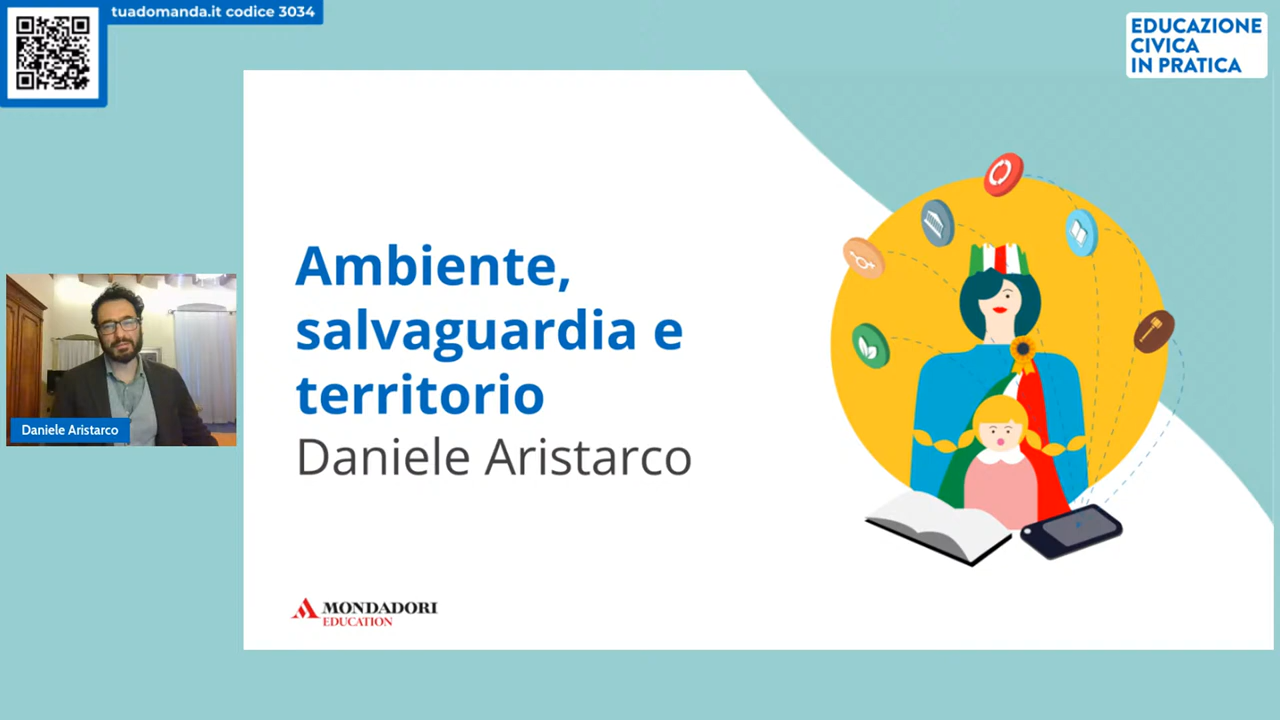 tuadomanda.it codice 3034
EDUCAZIONE
CIVICA
IN PRATICA
Ambiente,
salvaguardia e
territorio
Daniele Aristarco
Daniele Aristarco
MONDADORI
EDUCATION